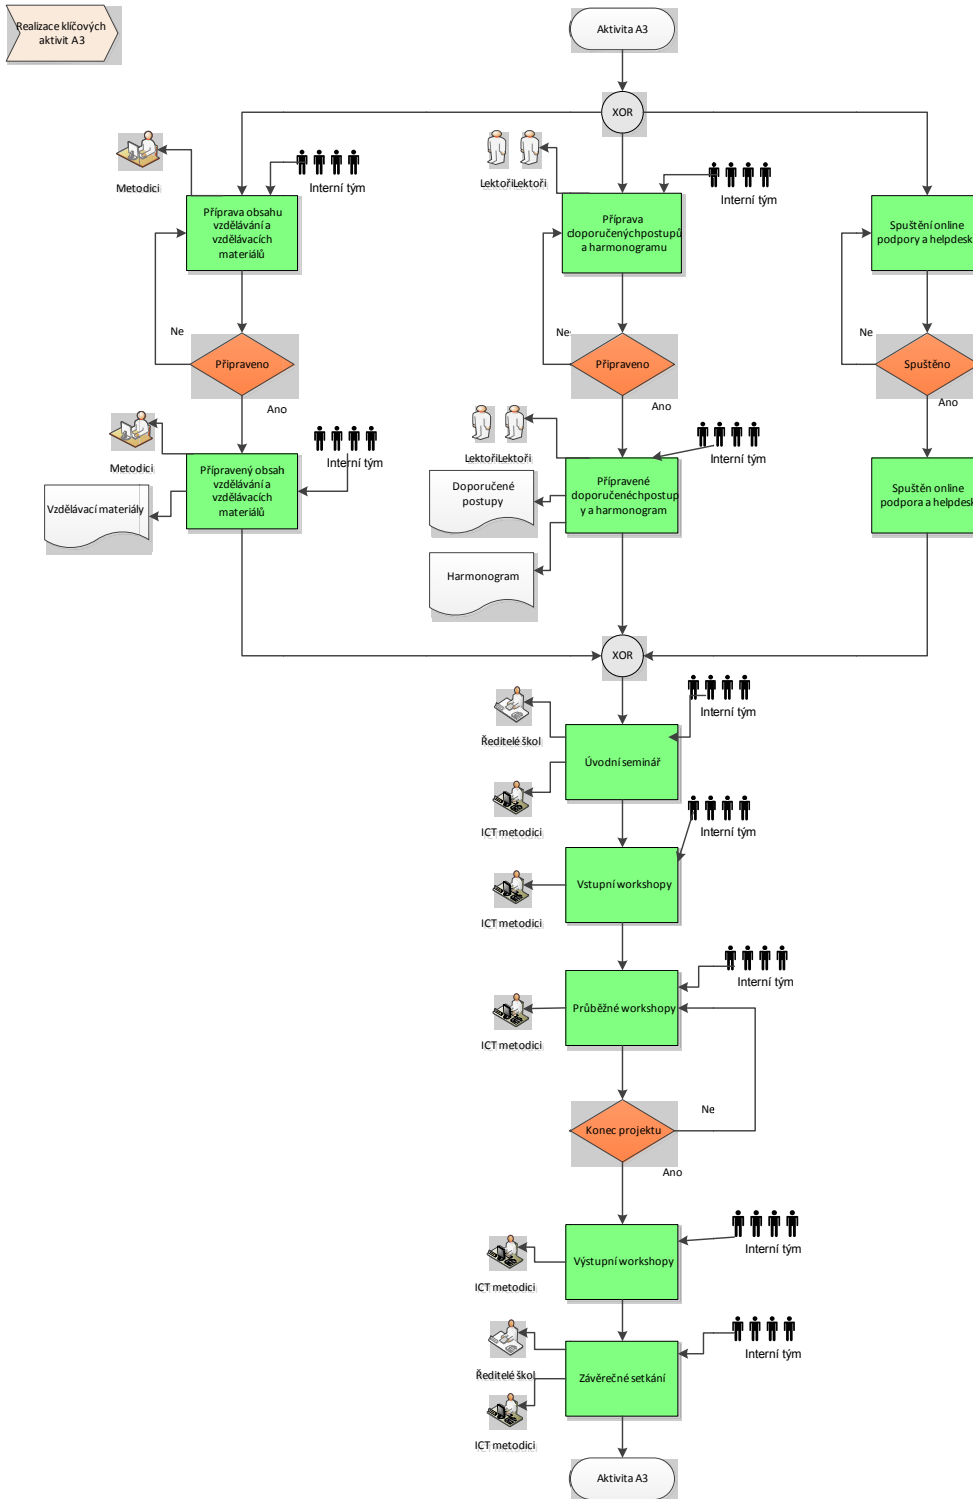 Realizace klíčových
aktivit A3
Aktivita A3
XOR
Metodici
Interní tým
LektořiLektoři
Interní tým
Příprava obsahu
vzdělávání a
vzdělávacích
materiálů
Příprava
doporučenýchpostupů
a harmonogramu
Spuštění online
podpory a helpdesk
Ne
Ne
Ne
Připraveno
Připraveno
Spuštěno
Ano
Ano
Ano
Metodici
Interní tým
LektořiLektoři
Interní tým
Přípravený obsah
vzdělávání a
vzdělávacích
materiálů
Vzdělávací materiály
Doporučené
postupy
Přípravené
doporučenéchpostup
y a harmonogram
Spuštěn online
podpora a helpdesk
Harmonogram
XOR
Interní tým
Ředitelé škol
Úvodní seminář
ICT metodici
Interní tým
Vstupní workshopy
ICT metodici
Interní tým
Průběžné workshopy
ICT metodici
Ne
Konec projektu
Ano
Interní tým
Výstupní workshopy
ICT metodici
Interní tým
Ředitelé škol
Závěrečné setkání
ICT metodici
Aktivita A3